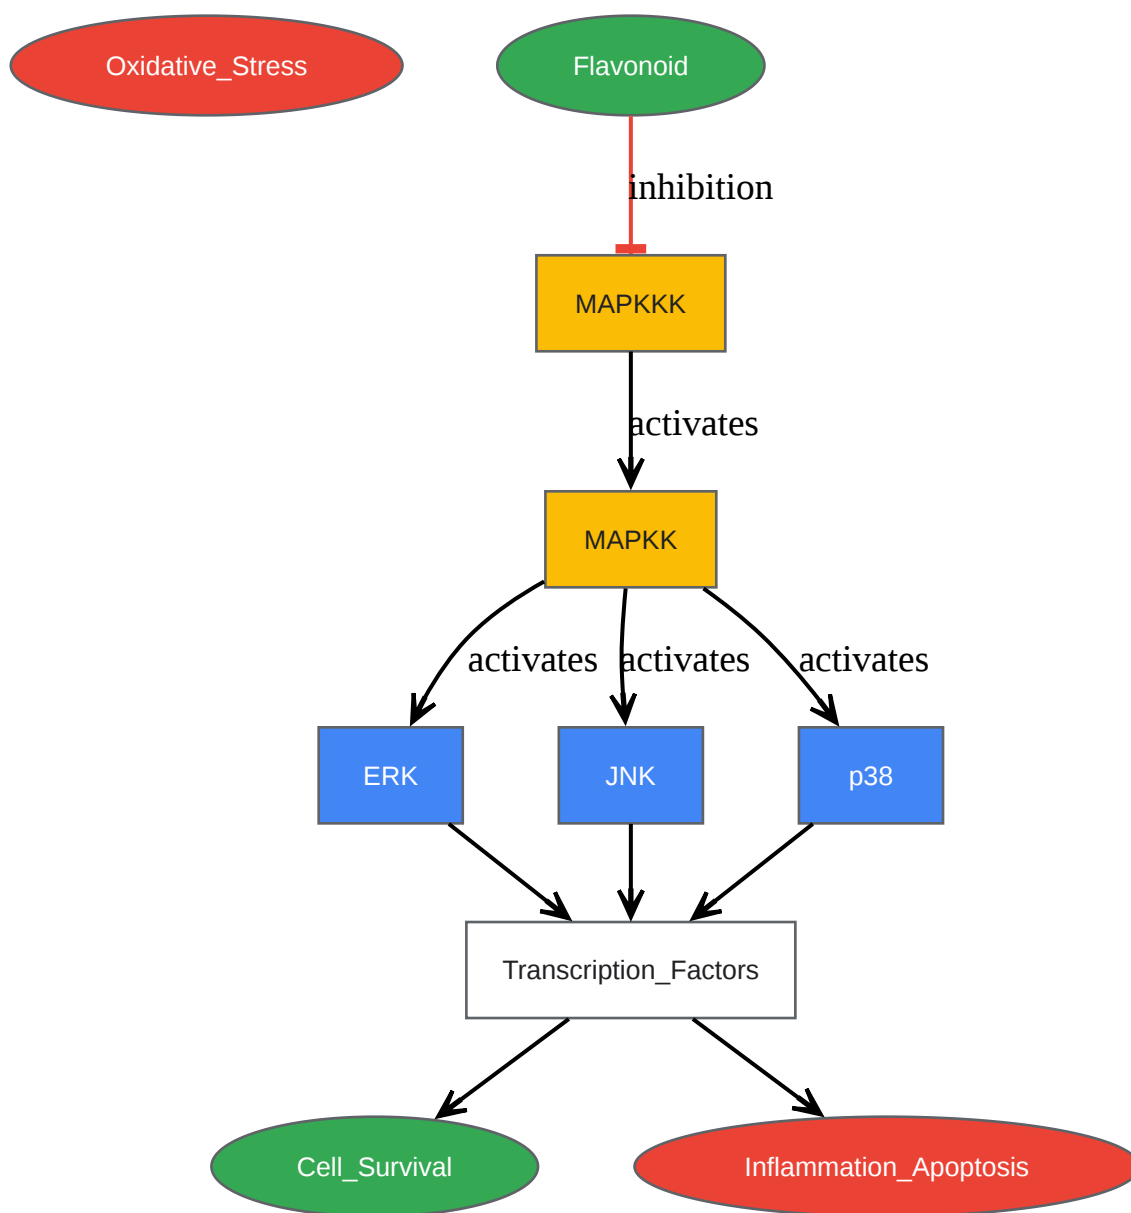 Oxidative_Stress
Flavonoid
inhibition
MAPKKK
activates
MAPKK
activates
activates
activates
ERK
JNK
p38
Transcription_Factors
Cell_Survival
Inflammation_Apoptosis